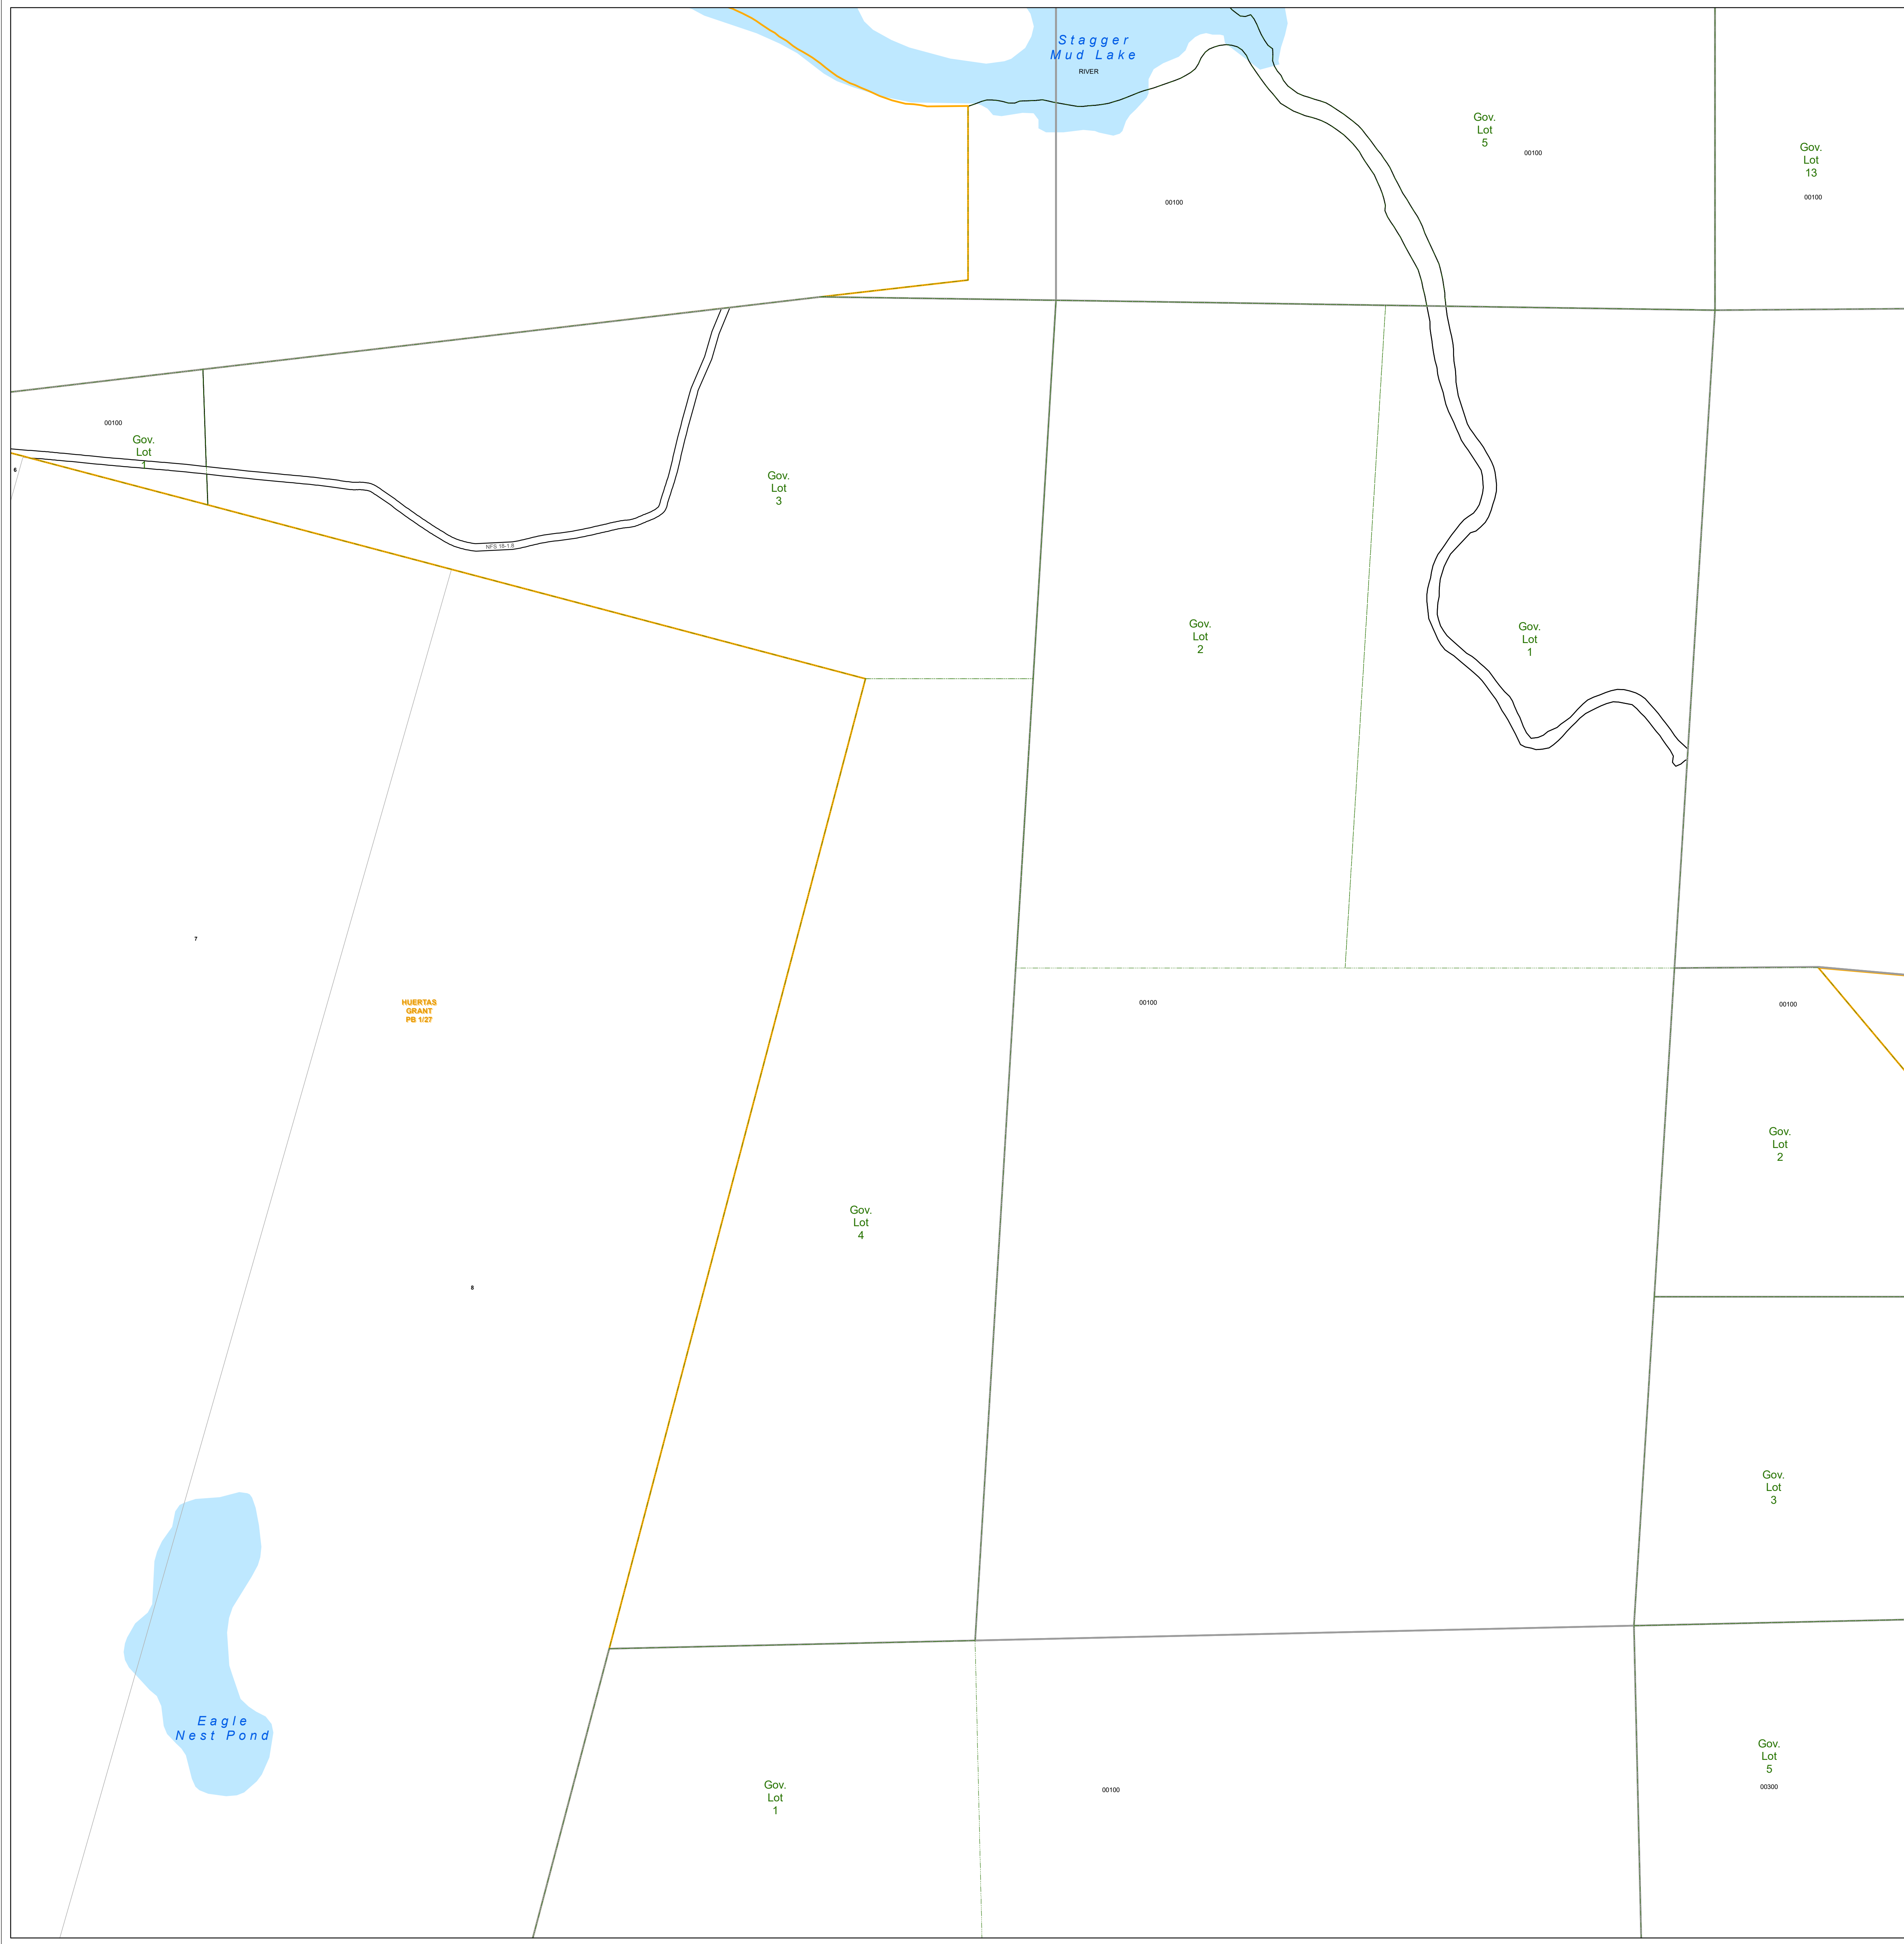 Stagger
Mud Lake
RIVER
Gov.
Lot
5
00100
Gov.
Lot
13
00100
00100
00100
Gov.
Lot
1
6
Gov.
Lot
3
NFS 18-1.8
Gov.
Lot
2
Gov.
Lot
1
7
HUERTAS
GRANT
PB 1/27
00100
00100
Gov.
Lot
2
Gov.
Lot
4
8
Gov.
Lot
3
Eagle
Nest Pond
Gov.
Lot
1
00100
Gov.
Lot
5
00300